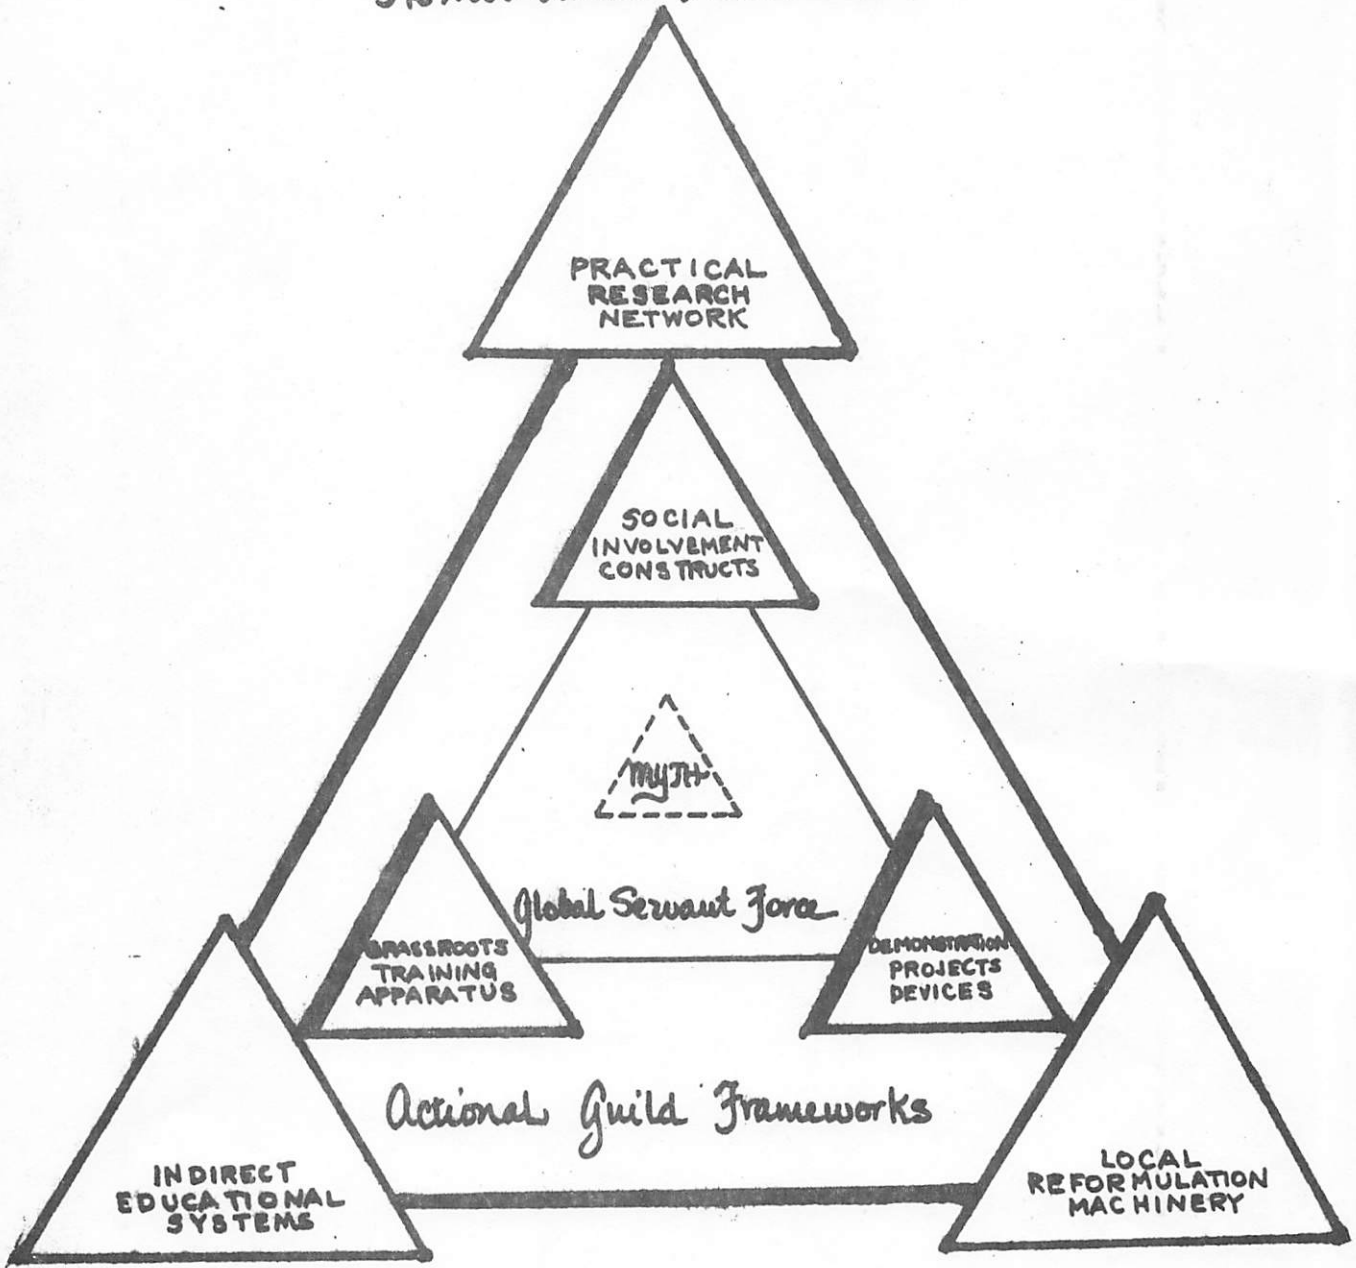 PRACTICAL
RESEARCH
NETWORK
SOCIAL
INVOLVEMENT
CONSTRUCTS
MYTH
Global Servant Force
GRASSROOTS
TRAINING
APPARATUS
DEMONSTRATION
PROJECTS
DEVICES
Actional Guild Frameworks
INDIRECT
EDUCATIONAL
SYSTEMS
LOCAL
REFORMULATION
MACHINERY